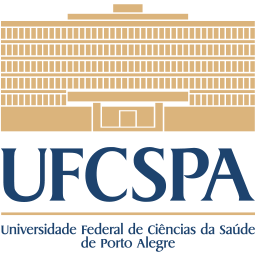 UFCSPA
Universidade Federal de Ciências da Saúde
de Porto Alegre